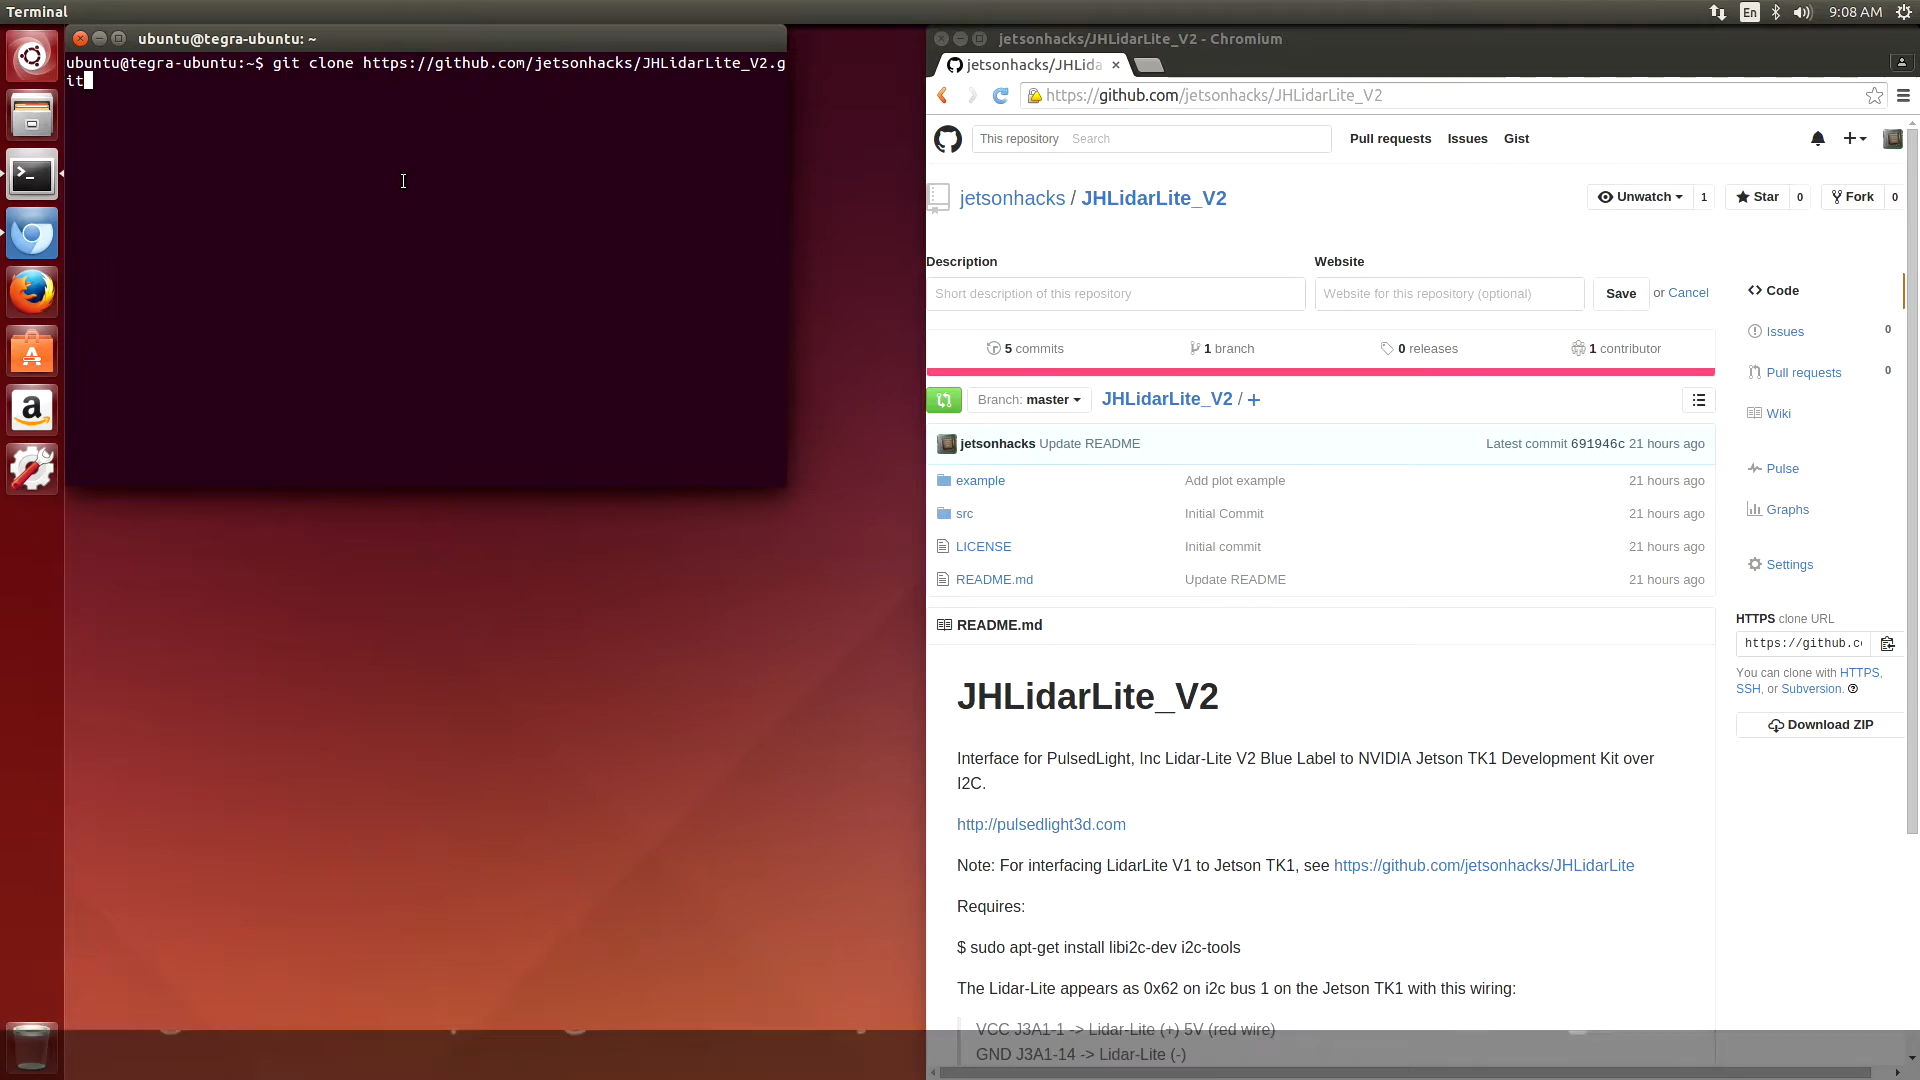 Terminal
En
9:08 AM
ubuntu@tegra-ubuntu: ~
ubuntu@tegra-ubuntu:~$ git clone https://github.com/jetsonhacks/JHLidarLite_V2.g
it
jetsonhacks/JHLidarLite_V2 - Chromium
jetsonhacks/JHLida
https://github.com/jetsonhacks/JHLidarLite_V2
This repository Search
Pull requests Issues Gist
jetsonhacks / JHLidarLite_V2
Unwatch 1 Star 0 Fork 0
Description
Website
Short description of this repository
Website for this repository (optional)
Save or Cancel
5 commits
1 branch
0 releases
1 contributor
Branch: master
JHLidarLite_V2 / +
jetsonhacks Update README
Latest commit 691946c 21 hours ago
example Add plot example 21 hours ago
src Initial Commit 21 hours ago
LICENSE Initial commit 21 hours ago
README.md Update README 21 hours ago
README.md
JHLidarLite_V2
Interface for PulsedLight, Inc Lidar-Lite V2 Blue Label to NVIDIA Jetson TK1 Development Kit over
I2C.
http://pulsedlight3d.com
Note: For interfacing LidarLite V1 to Jetson TK1, see https://github.com/jetsonhacks/JHLidarLite
Requires:
$ sudo apt-get install libi2c-dev i2c-tools
The Lidar-Lite appears as 0x62 on i2c bus 1 on the Jetson TK1 with this wiring:
VCC J3A1-1 -> Lidar-Lite (+) 5V (red wire)
GND J3A1-14 -> Lidar-Lite (-)
Code
Issues 0
Pull requests 0
Wiki
Pulse
Graphs
Settings
HTTPS clone URL
https://github.co
You can clone with HTTPS,
SSH, or Subversion.
Download ZIP